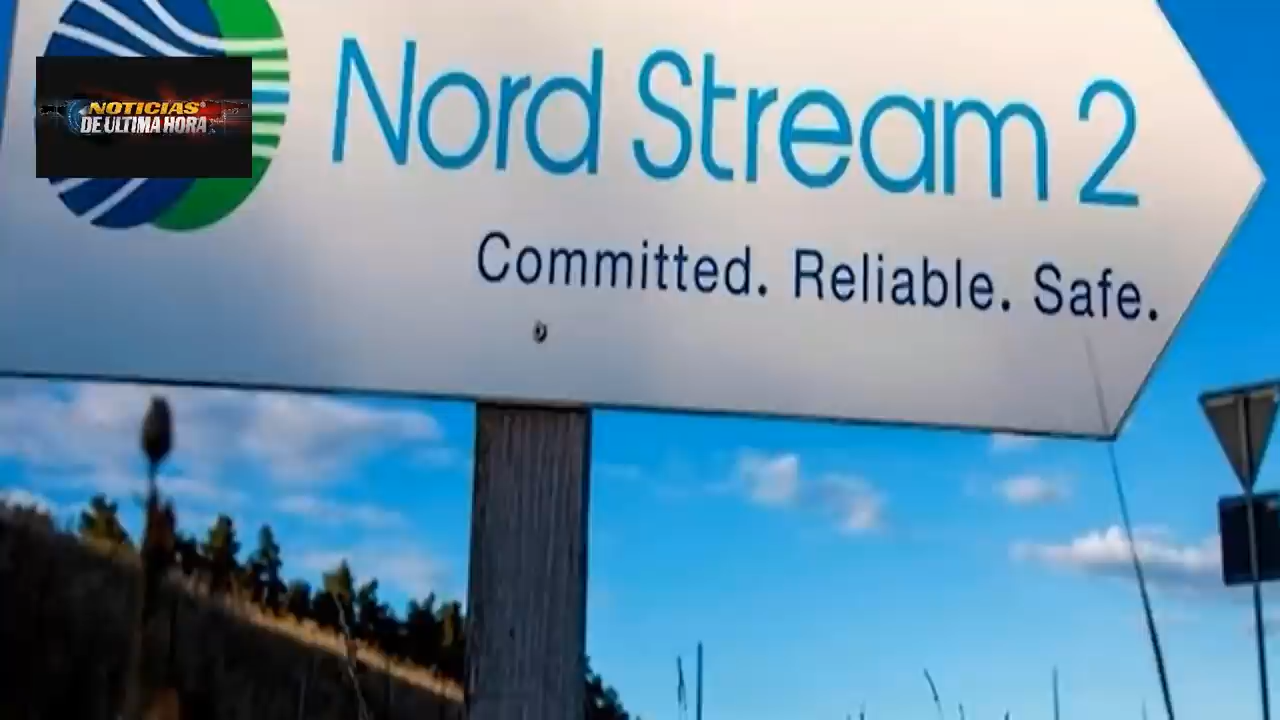 NOTICIAS
DE ULTIMA HORA
Nord Stream 2
Committed. Reliable. Safe.